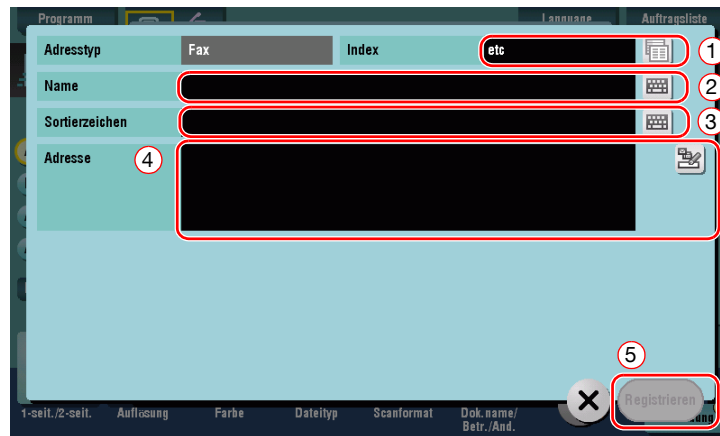 Programm Language Auftragsliste
Adresstyp Fax Index etc 1
Name 2
Sortierzeichen 3
Adresse 4
5
Registrieren
1-seit./2-seit. Auflösung Farbe Dateityp Scanformat Dok.name/
Betr./And.